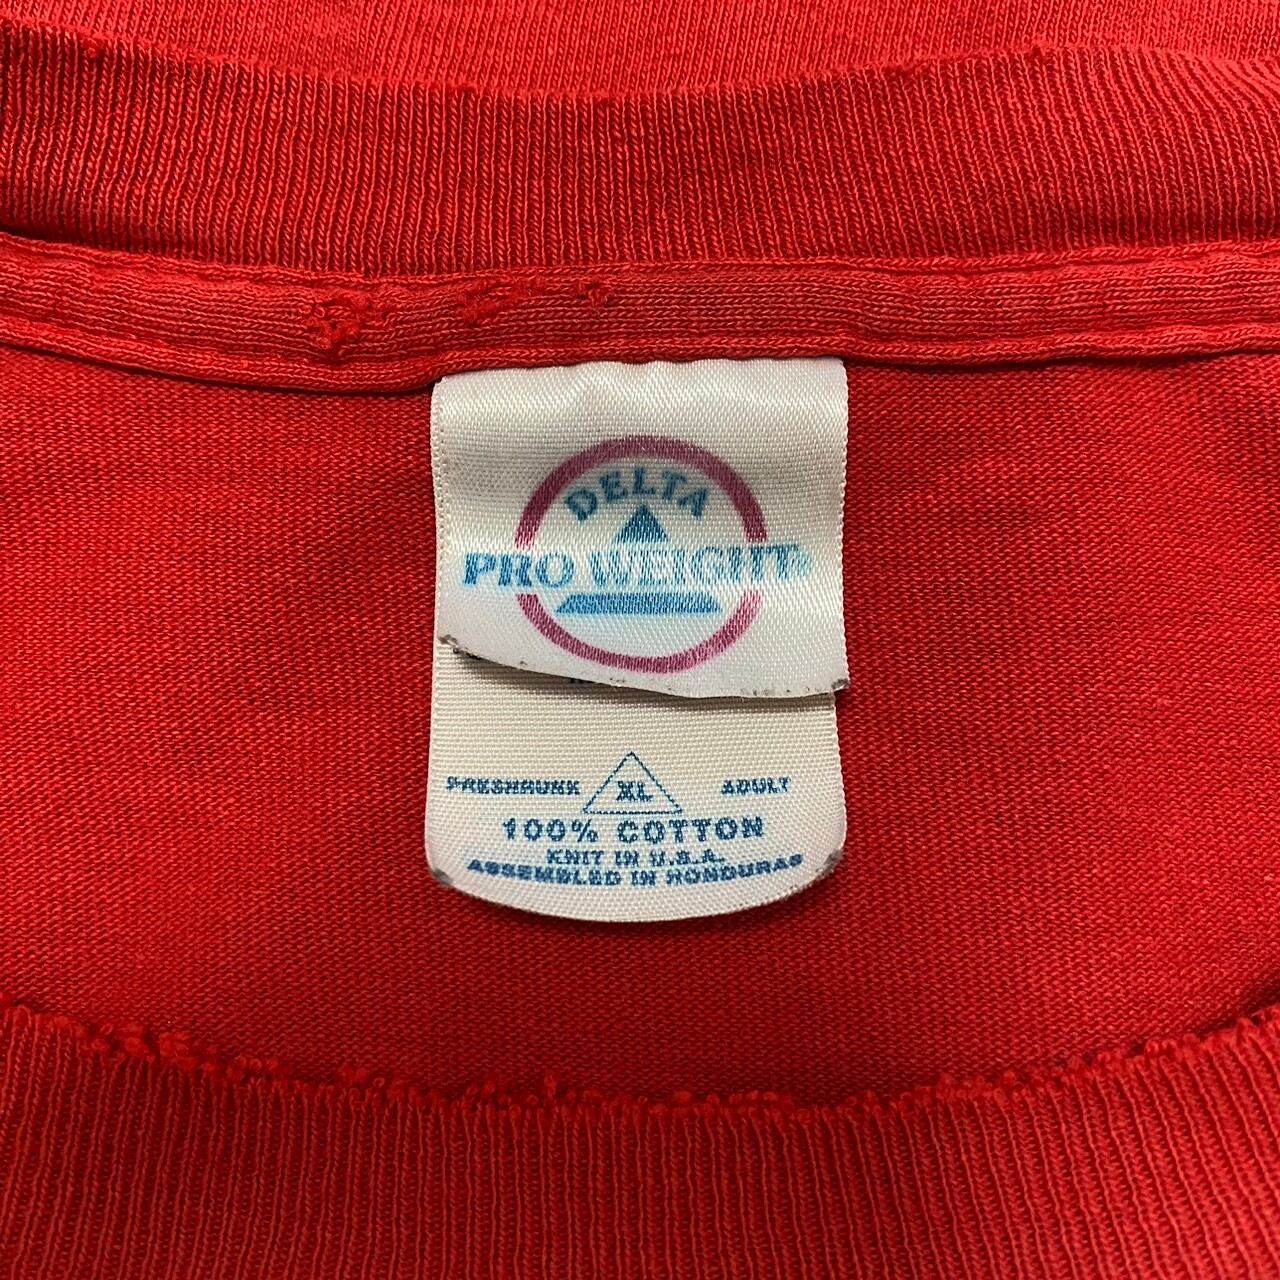 DELTA
PRO WEIGHT®
PRESHRUNK XL ADULT
100% COTTON
KNIT IN U.S.A.
ASSEMBLED IN HONDURAS